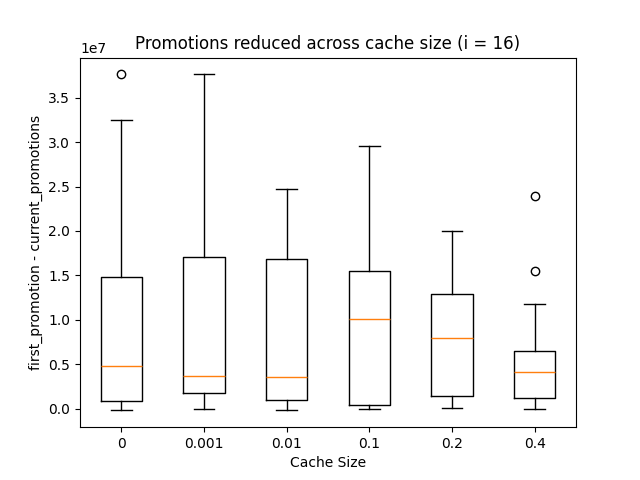 Promotions reduced across cache size (i = 16)
1e7
first_promotion - current_promotions
3.5
3.0
2.5
2.0
1.5
1.0
0.5
0.0
0 0.001 0.01 0.1 0.2 0.4
Cache Size